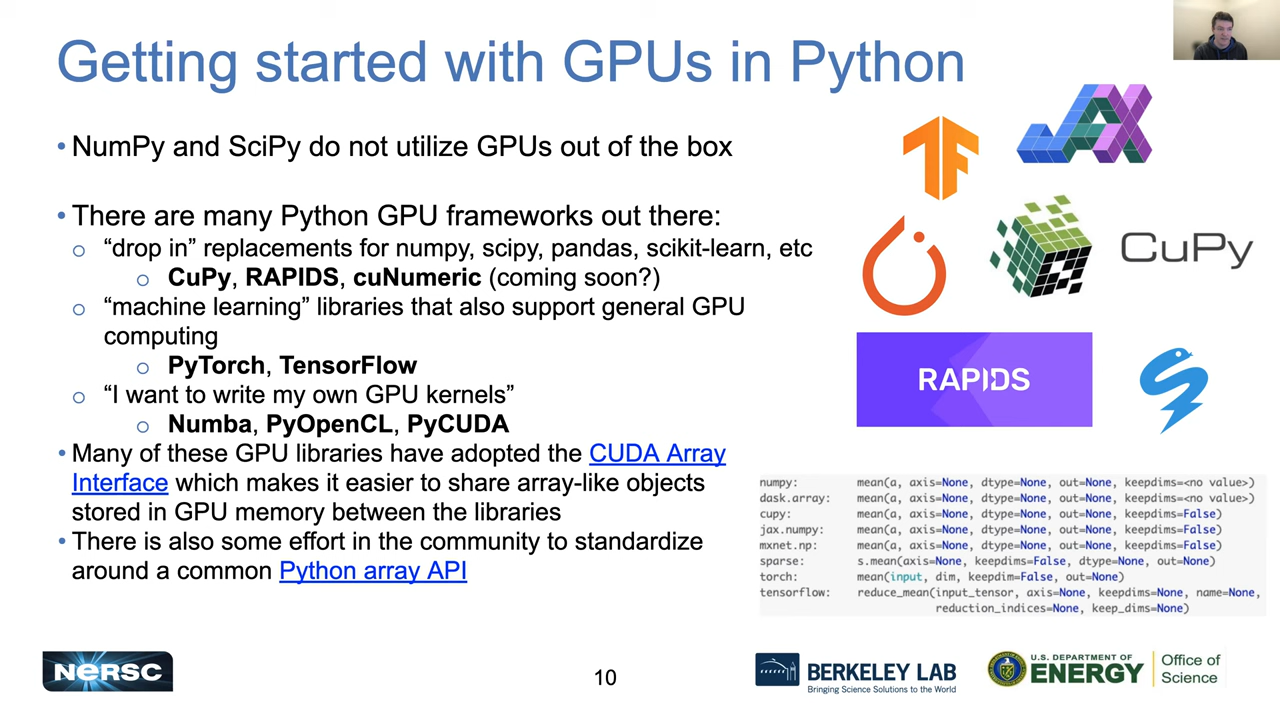 Getting started with GPUs in Python
• NumPy and SciPy do not utilize GPUs out of the box
• There are many Python GPU frameworks out there:
o “drop in” replacements for numpy, scipy, pandas, scikit-learn, etc
o CuPy, RAPIDS, cuNumeric (coming soon?)
o “machine learning” libraries that also support general GPU
computing
o PyTorch, TensorFlow
o “I want to write my own GPU kernels”
o Numba, PyOpenCL, PyCUDA
• Many of these GPU libraries have adopted the CUDA Array
Interface which makes it easier to share array-like objects
stored in GPU memory between the libraries
• There is also some effort in the community to standardize
around a common Python array API
JAX
TF
CuPy
RAPIDS
numpy: mean(a, axis=None, dtype=None, out=None, keepdims=<no value>)
dask.array: mean(a, axis=None, dtype=None, out=None, keepdims=<no value>)
cupy: mean(a, axis=None, dtype=None, out=None, keepdims=False)
jax.numpy: mean(a, axis=None, dtype=None, out=None, keepdims=False)
mxnet.np: mean(a, axis=None, dtype=None, out=None, keepdims=False)
sparse: s.mean(axis=None, keepdims=False, dtype=None, out=None)
torch: mean(input, dim, keepdim=False, out=None)
tensorflow: reduce_mean(input_tensor, axis=None, keepdims=None, name=None,
reduction_indices=None, keep_dims=None)
NERSC
10
BERKELEY LAB
Bringing Science Solutions to the World
U.S. DEPARTMENT OF
ENERGY
Office of
Science